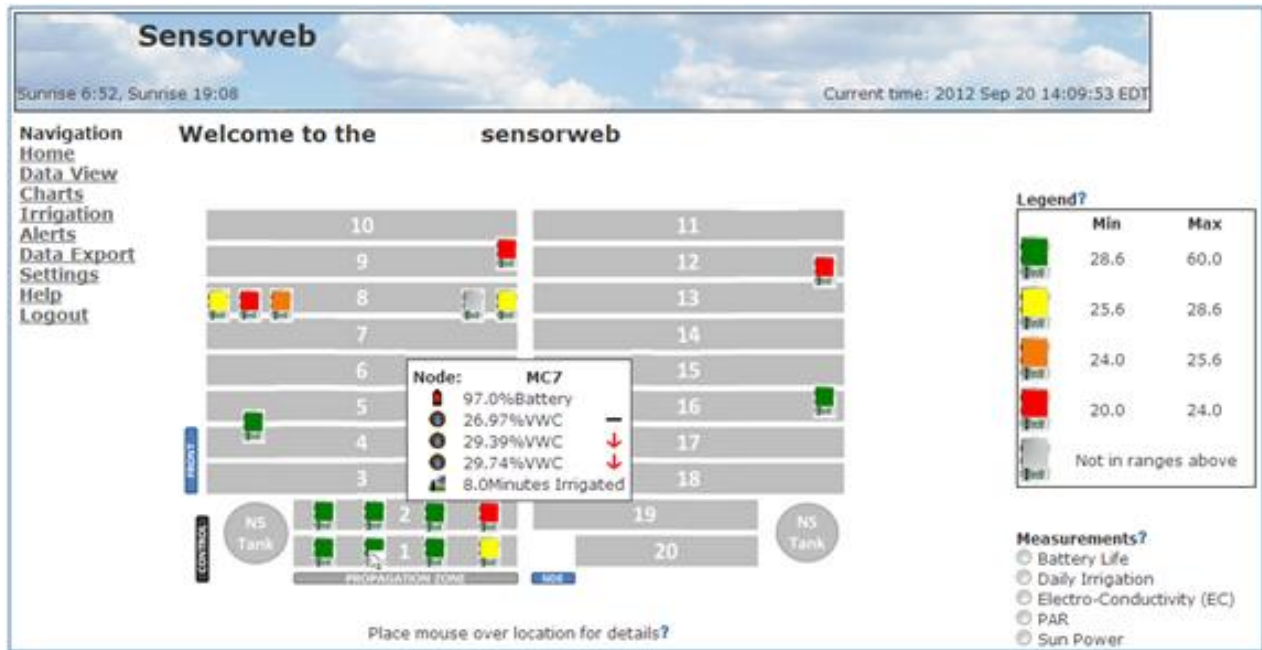 Sensorweb
Sunrise 6:52, Sunrise 19:08
Current time: 2012 Sep 20 14:09:53 EDT
Navigation
Home
Data View
Charts
Irrigation
Alerts
Data Export
Settings
Help
Logout
Welcome to the sensorweb
10
9
8
7
6
5
4
3
2
1
11
12
13
14
15
16
17
18
19
20
Node: MC7
97.0%Battery
26.97%VWC
29.39%VWC
29.74%VWC
8.0Minutes Irrigated
FRONT
CONTROL
NS
Tank
NS
Tank
PROPAGATION ZONE
Place mouse over location for details?
Legend?
Min Max
28.6 60.0
25.6 28.6
24.0 25.6
20.0 24.0
Not in ranges above
Measurements?
Battery Life
Daily Irrigation
Electro-Conductivity (EC)
PAR
Sun Power